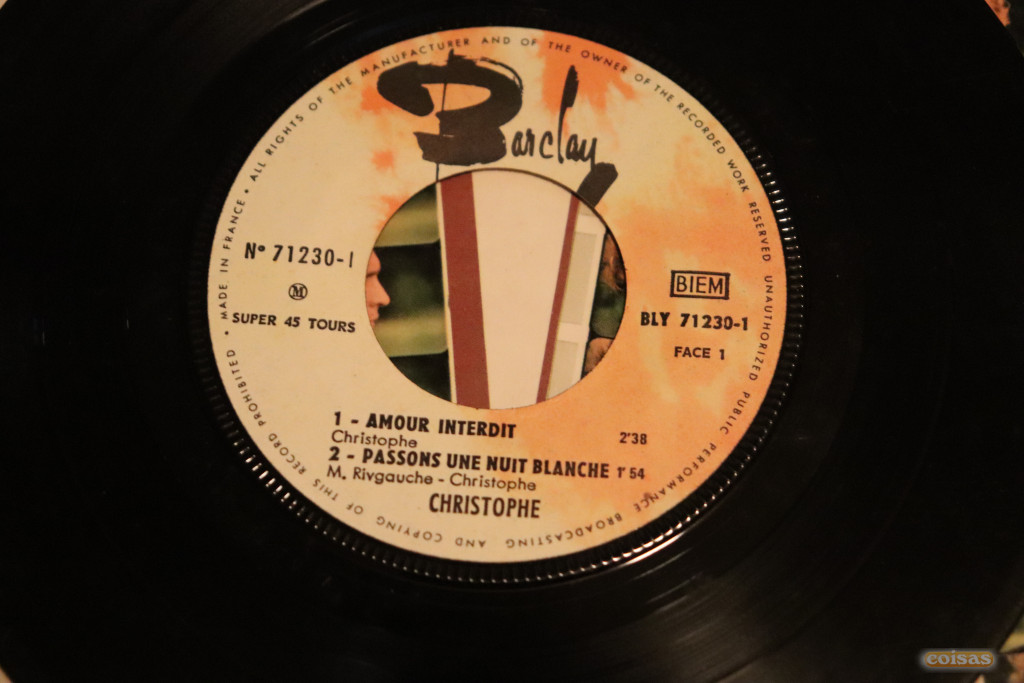 MADE IN FRANCE • ALL RIGHTS OF THE MANUFACTURER AND OF THE OWNER OF THE RECORDED WORK RESERVED UNAUTHORIZED PUBLIC PERFORMANCE BROADCASTING AND COPYING OF THIS RECORD PROHIBITED •
Barclay
Nº 71230-1
M
SUPER 45 TOURS
BIEM
BLY 71230-1
FACE 1
1 - AMOUR INTERDIT 2'38
Christophe
2 - PASSONS UNE NUIT BLANCHE 1'54
M. Rivgauche - Christophe
CHRISTOPHE
coisas